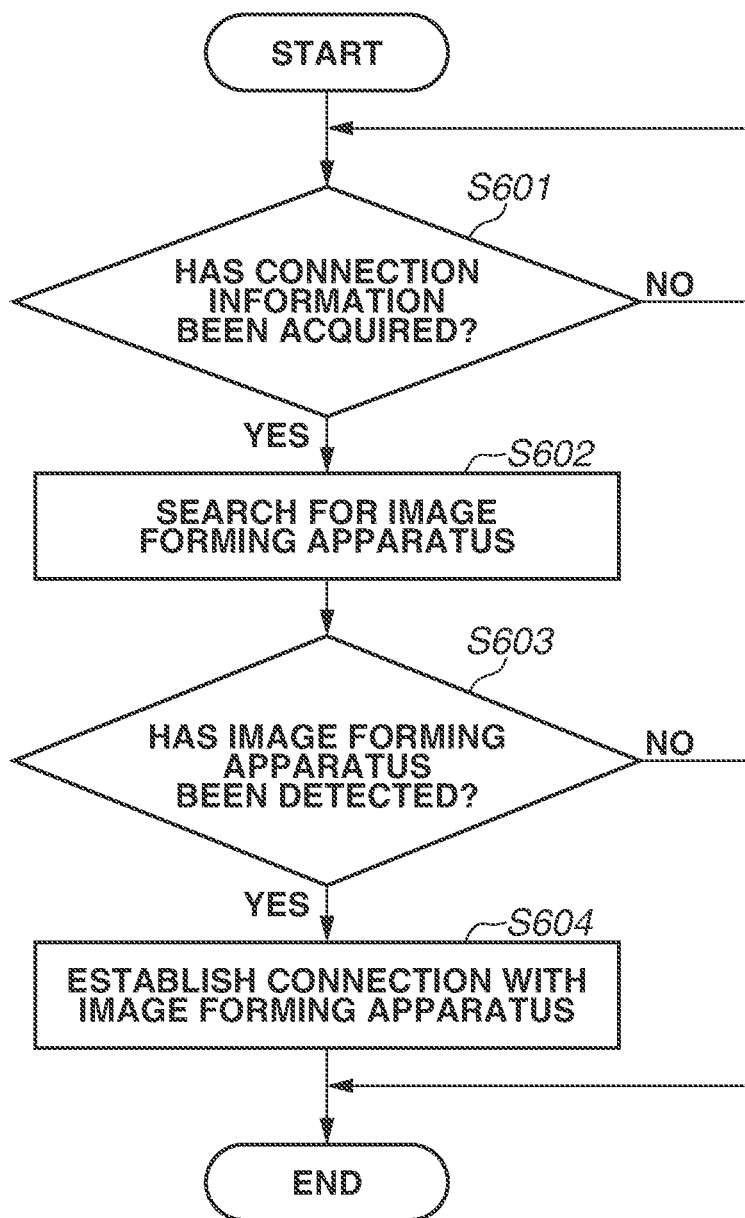 START
S601
HAS CONNECTION
INFORMATION
BEEN ACQUIRED?
NO
YES
S602
SEARCH FOR IMAGE
FORMING APPARATUS
S603
HAS IMAGE FORMING
APPARATUS
BEEN DETECTED?
NO
YES
S604
ESTABLISH CONNECTION WITH
IMAGE FORMING APPARATUS
END